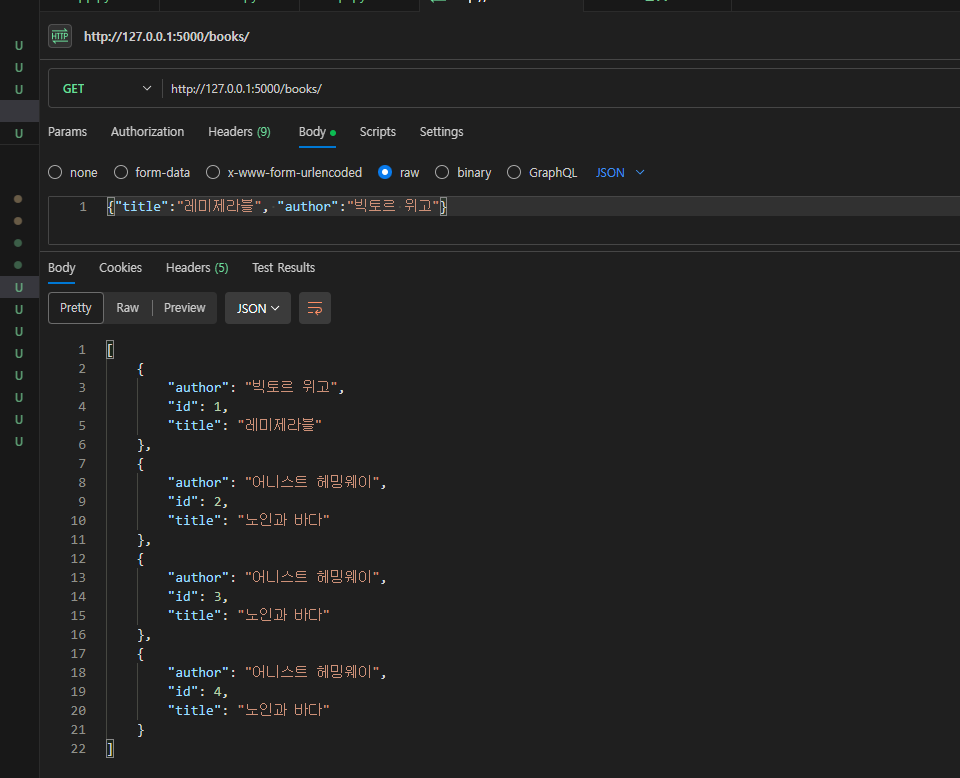 U
U
U
U
U
U
U
U
U
U
U
U
HTTP http://127.0.0.1:5000/books/
GET http://127.0.0.1:5000/books/
Params Authorization Headers (9) Body Scripts Settings
none form-data x-www-form-urlencoded raw binary GraphQL JSON
1 {"title":"레미제라블", "author":"빅토르 위고"}
Body Cookies Headers (5) Test Results
Pretty Raw Preview JSON
1 [
2 {
3 "author": "빅토르 위고",
4 "id": 1,
5 "title": "레미제라블"
6 },
7 {
8 "author": "어니스트 헤밍웨이",
9 "id": 2,
10 "title": "노인과 바다"
11 },
12 {
13 "author": "어니스트 헤밍웨이",
14 "id": 3,
15 "title": "노인과 바다"
16 },
17 {
18 "author": "어니스트 헤밍웨이",
19 "id": 4,
20 "title": "노인과 바다"
21 }
22 ]